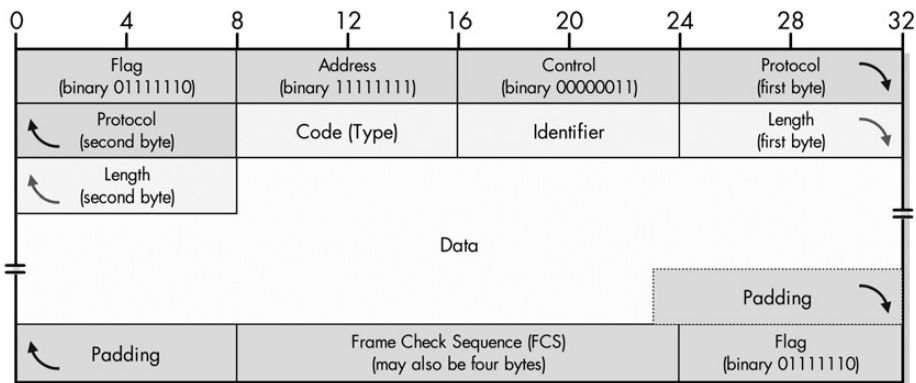 0 4 8 12 16 20 24 28 32
Flag
(binary 01111110)
Address
(binary 11111111)
Control
(binary 00000011)
Protocol
(first byte)
Protocol
(second byte)
Code (Type)
Identifier
Length
(first byte)
Length
(second byte)
Data
Padding
Padding
Frame Check Sequence (FCS)
(may also be four bytes)
Flag
(binary 01111110)